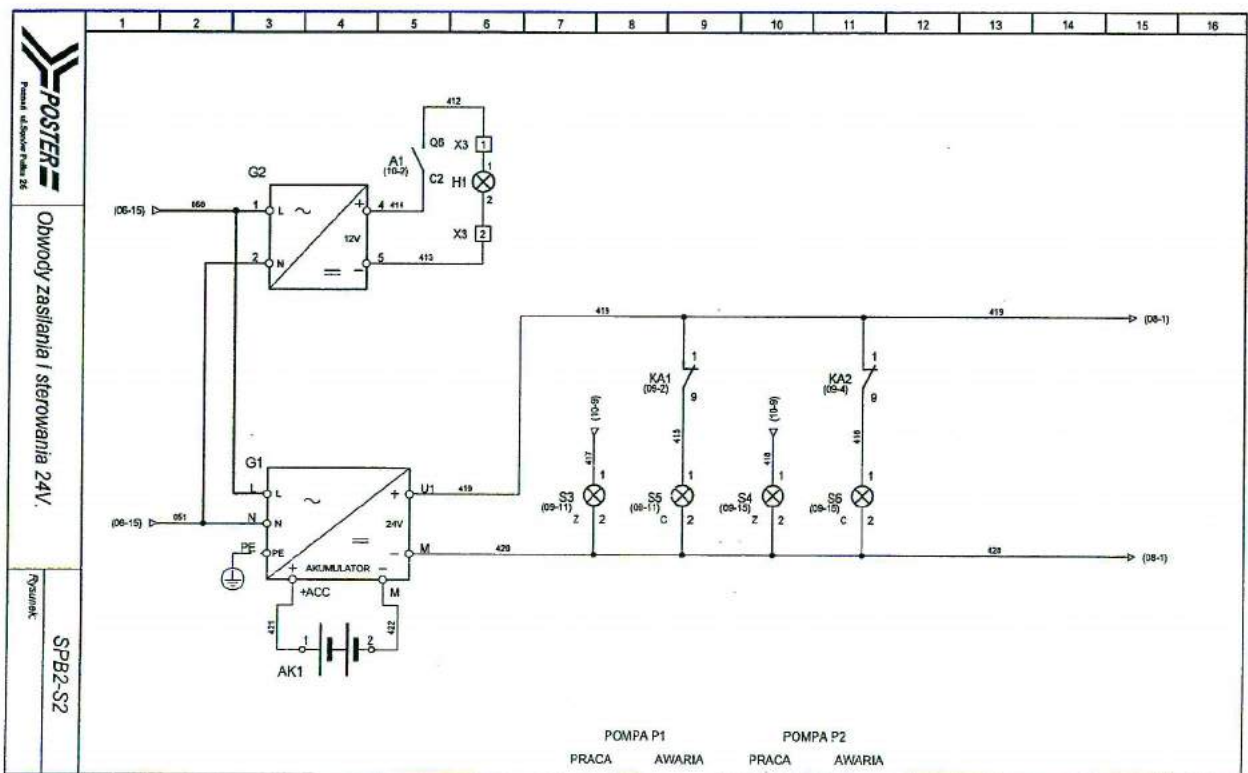 1 2 3 4 5 6 7 8 9 10 11 12 13 14 15 16
POSTER
Poznań
Obwody zasilania i sterowania 24V.
Rysunek:
SPB2-S2
412
Q6 X3 1
A1
(10-2)
1
C2 H1
2
G2
(06-15) 1 L + 4 414
12V
X3 2
2 N - 5 413
419 419 (08-1)
1 1
KA1 KA2
(09-2) (09-4)
9 9
(10-9) (10-9)
417 415 418 416
G1
L L + U1 419
24V
1 1 1 1
S3 S5 S4 S6
(09-11) (09-11) (09-15) (09-15)
Z 2 C 2 Z 2 C 2
(06-15) 051 N N
PE PE - M 420 420 (08-1)
+ AKUMULATOR -
+ACC M
421 422
1 2
AK1
POMPA P1 POMPA P2
PRACA AWARIA PRACA AWARIA